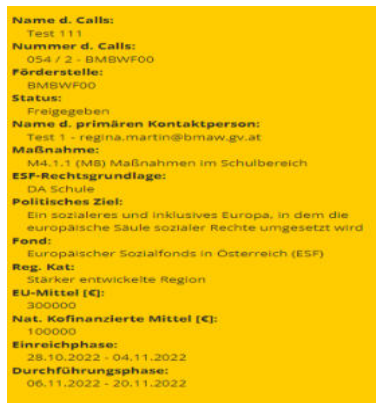 Name d. Calls:
Test 111
Nummer d. Calls:
054 / 2 - BMBWF00
Förderstelle:
BMBWF00
Status:
Freigegeben
Name d. primären Kontaktperson:
Test 1 - regina.martin@bmaw.gv.at
Maßnahme:
M4.1.1 (M8) Maßnahmen im Schulbereich
ESF-Rechtsgrundlage:
DA Schule
Politisches Ziel:
Ein sozialeres und inklusives Europa, in dem die
europäische Säule sozialer Rechte umgesetzt wird
Fond:
Europäischer Sozialfonds in Österreich (ESF)
Reg. Kat:
Stärker entwickelte Region
EU-Mittel [€]:
300000
Nat. Kofinanzierte Mittel [€]:
100000
Einreichphase:
28.10.2022 - 04.11.2022
Durchführungsphase:
06.11.2022 - 20.11.2022